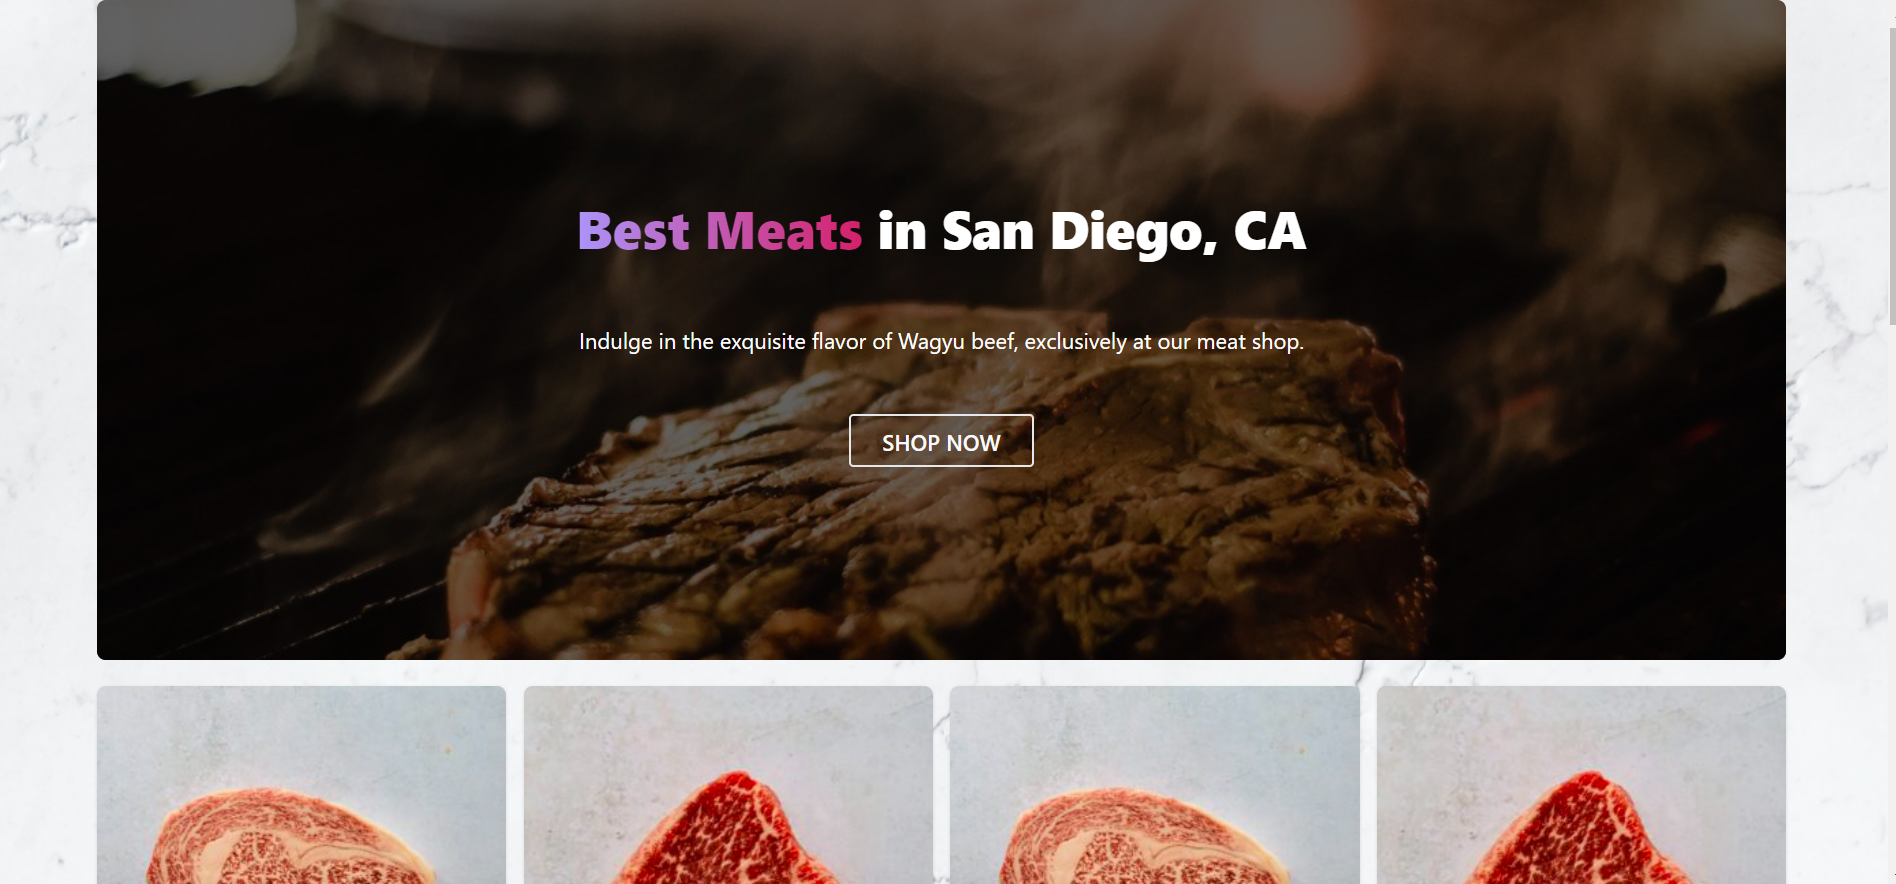 Best Meats in San Diego, CA
Indulge in the exquisite flavor of Wagyu beef, exclusively at our meat shop.
SHOP NOW